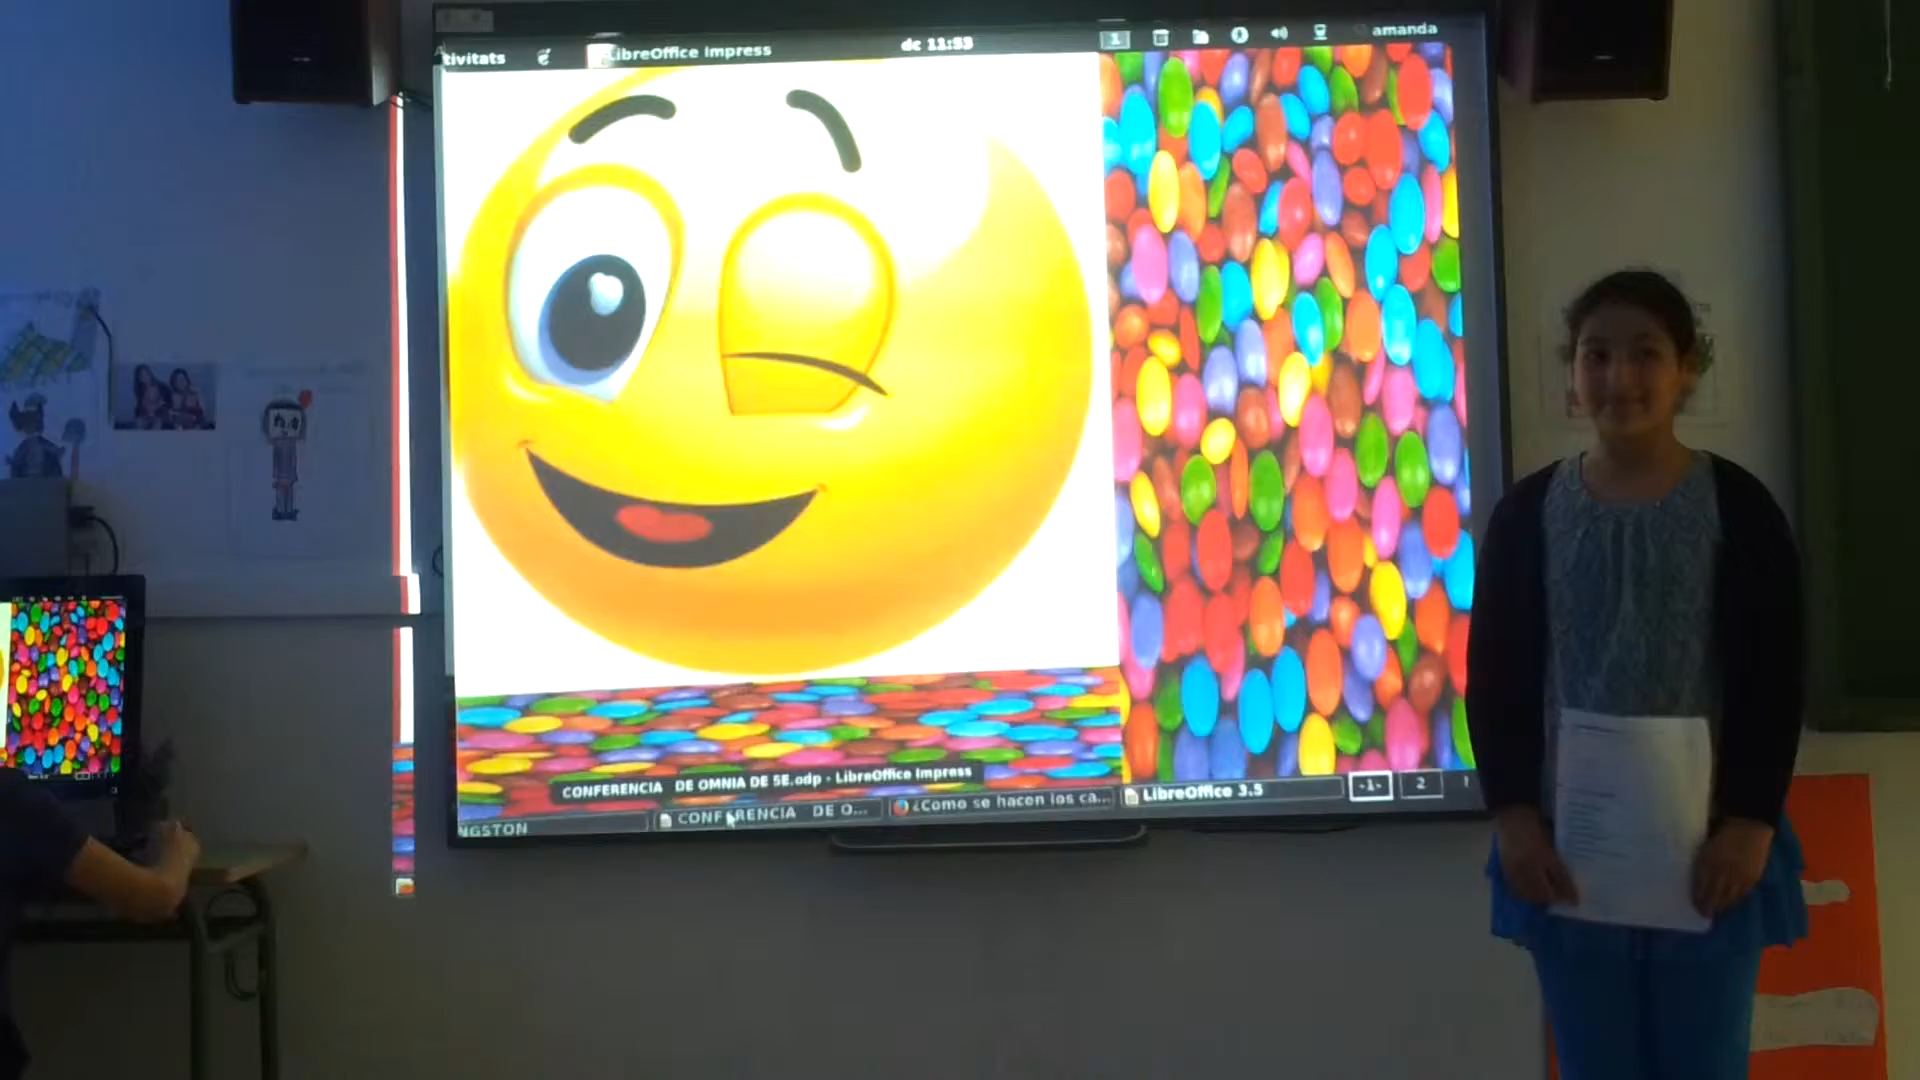 tivitats LibreOffice Impress dc 11:53 1 amanda
CONFERENCIA DE OMNIA DE 5E.odp - LibreOffice Impress
NGSTON CONFERENCIA DE O... ¿Como se hacen los ca... LibreOffice 3.5 -1- 2